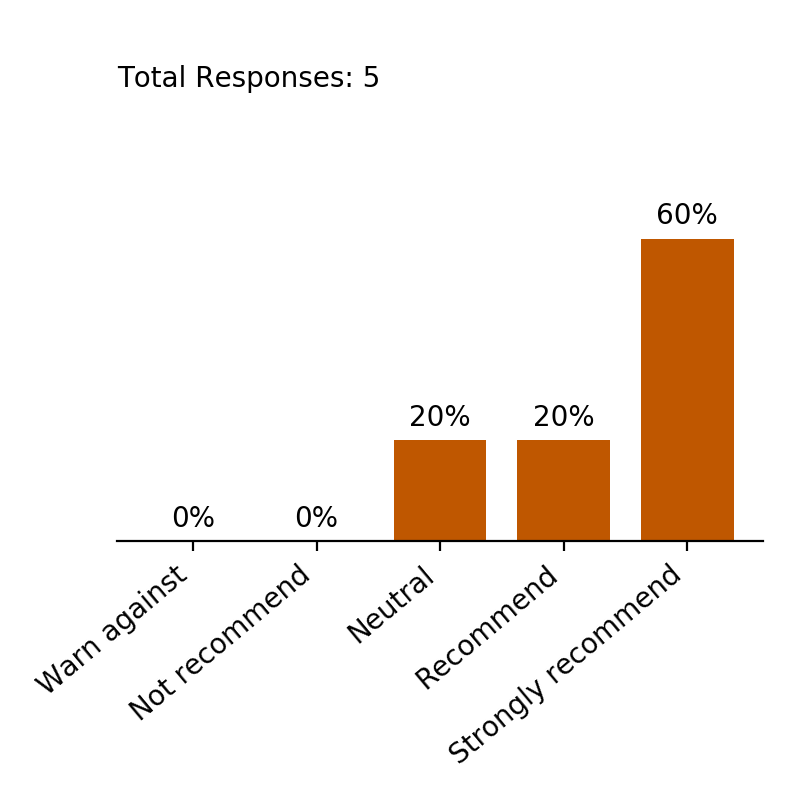 Total Responses: 5
60%
20%
20%
0%
0%
Warn against
Not recommend
Neutral
Recommend
Strongly recommend